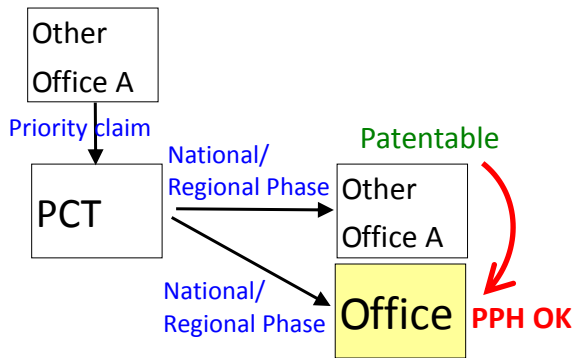 Other
Office A
Priority claim
PCT
National/
Regional Phase
Patentable
Other
Office A
National/
Regional Phase
Office
PPH OK